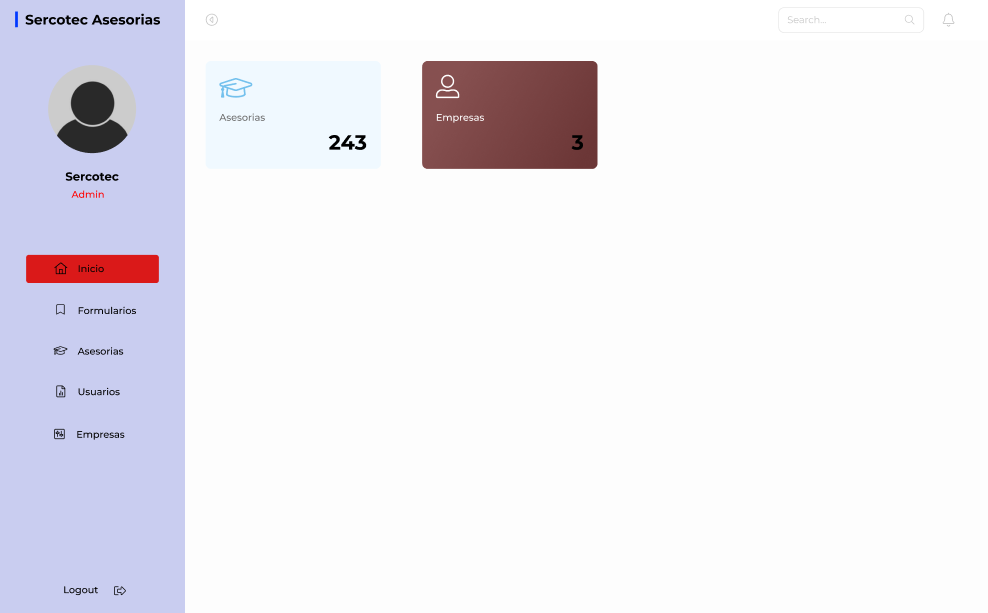 Sercotec Asesorias
Search...
Sercotec
Admin
Inicio
Formularios
Asesorias
Usuarios
Empresas
Logout
Asesorias
243
Empresas
3